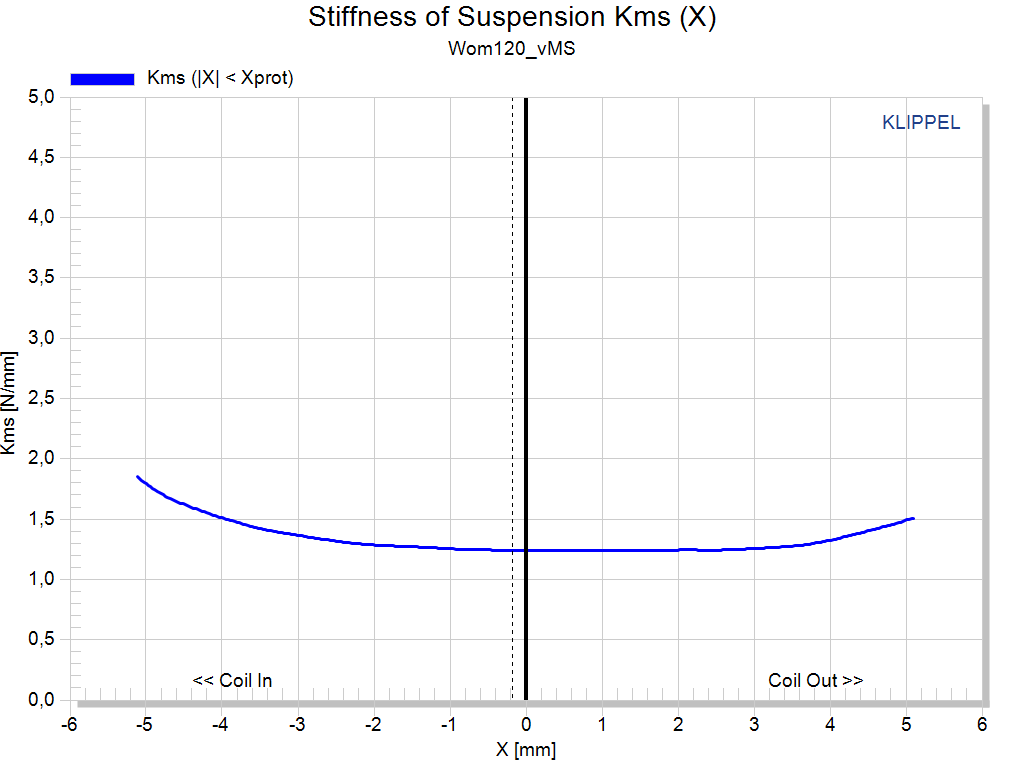 Stiffness of Suspension Kms (X)
Wom120_vMS
Kms (|X| < Xprot)
KLIPPEL
5,0
4,5
4,0
3,5
3,0
2,5
2,0
1,5
1,0
0,5
0,0
Kms [N/mm]
<< Coil In
Coil Out >>
-6 -5 -4 -3 -2 -1 0 1 2 3 4 5 6
X [mm]